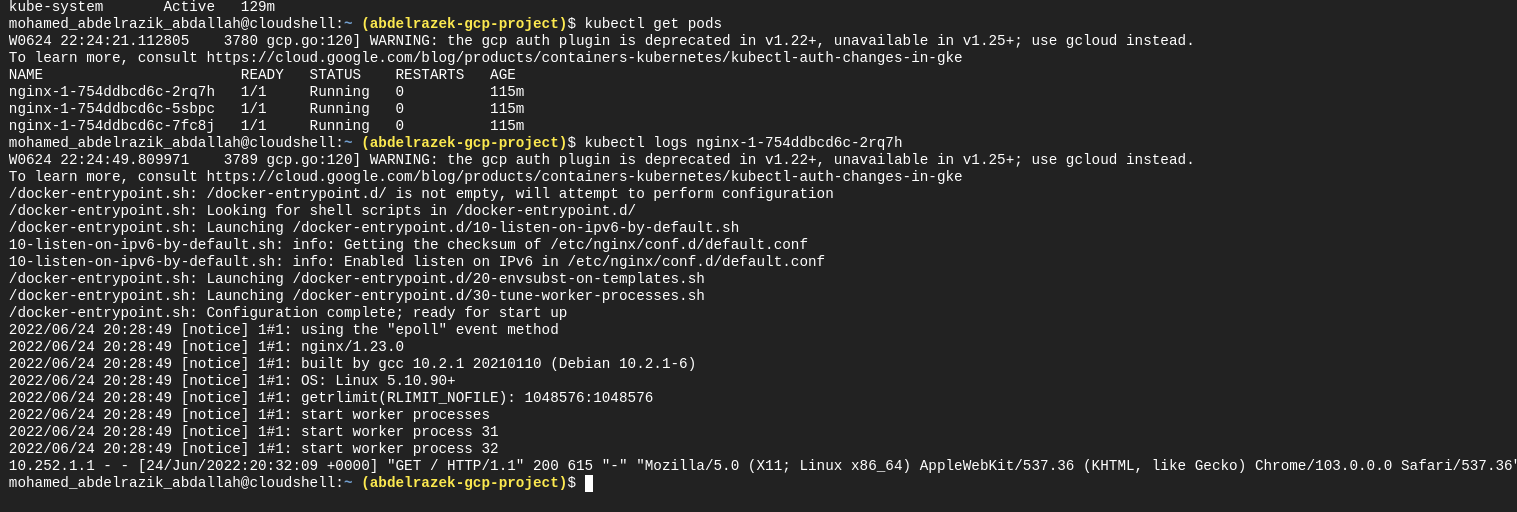 kube-system       Active   129m
mohamed_abdelrazik_abdallah@cloudshell:~ (abdelrazek-gcp-project)$ kubectl get pods
W0624 22:24:21.112805    3780 gcp.go:120] WARNING: the gcp auth plugin is deprecated in v1.22+, unavailable in v1.25+; use gcloud instead.
To learn more, consult https://cloud.google.com/blog/products/containers-kubernetes/kubectl-auth-changes-in-gke
NAME                       READY   STATUS    RESTARTS   AGE
nginx-1-754ddbcd6c-2rq7h   1/1     Running   0          115m
nginx-1-754ddbcd6c-5sbpc   1/1     Running   0          115m
nginx-1-754ddbcd6c-7fc8j   1/1     Running   0          115m
mohamed_abdelrazik_abdallah@cloudshell:~ (abdelrazek-gcp-project)$ kubectl logs nginx-1-754ddbcd6c-2rq7h
W0624 22:24:49.809971    3789 gcp.go:120] WARNING: the gcp auth plugin is deprecated in v1.22+, unavailable in v1.25+; use gcloud instead.
To learn more, consult https://cloud.google.com/blog/products/containers-kubernetes/kubectl-auth-changes-in-gke
/docker-entrypoint.sh: /docker-entrypoint.d/ is not empty, will attempt to perform configuration
/docker-entrypoint.sh: Looking for shell scripts in /docker-entrypoint.d/
/docker-entrypoint.sh: Launching /docker-entrypoint.d/10-listen-on-ipv6-by-default.sh
10-listen-on-ipv6-by-default.sh: info: Getting the checksum of /etc/nginx/conf.d/default.conf
10-listen-on-ipv6-by-default.sh: info: Enabled listen on IPv6 in /etc/nginx/conf.d/default.conf
/docker-entrypoint.sh: Launching /docker-entrypoint.d/20-envsubst-on-templates.sh
/docker-entrypoint.sh: Launching /docker-entrypoint.d/30-tune-worker-processes.sh
/docker-entrypoint.sh: Configuration complete; ready for start up
2022/06/24 20:28:49 [notice] 1#1: using the "epoll" event method
2022/06/24 20:28:49 [notice] 1#1: nginx/1.23.0
2022/06/24 20:28:49 [notice] 1#1: built by gcc 10.2.1 20210110 (Debian 10.2.1-6)
2022/06/24 20:28:49 [notice] 1#1: OS: Linux 5.10.90+
2022/06/24 20:28:49 [notice] 1#1: getrlimit(RLIMIT_NOFILE): 1048576:1048576
2022/06/24 20:28:49 [notice] 1#1: start worker processes
2022/06/24 20:28:49 [notice] 1#1: start worker process 31
2022/06/24 20:28:49 [notice] 1#1: start worker process 32
10.252.1.1 - - [24/Jun/2022:20:32:09 +0000] "GET / HTTP/1.1" 200 615 "-" "Mozilla/5.0 (X11; Linux x86_64) AppleWebKit/537.36 (KHTML, like Gecko) Chrome/103.0.0.0 Safari/537.36"
mohamed_abdelrazik_abdallah@cloudshell:~ (abdelrazek-gcp-project)$